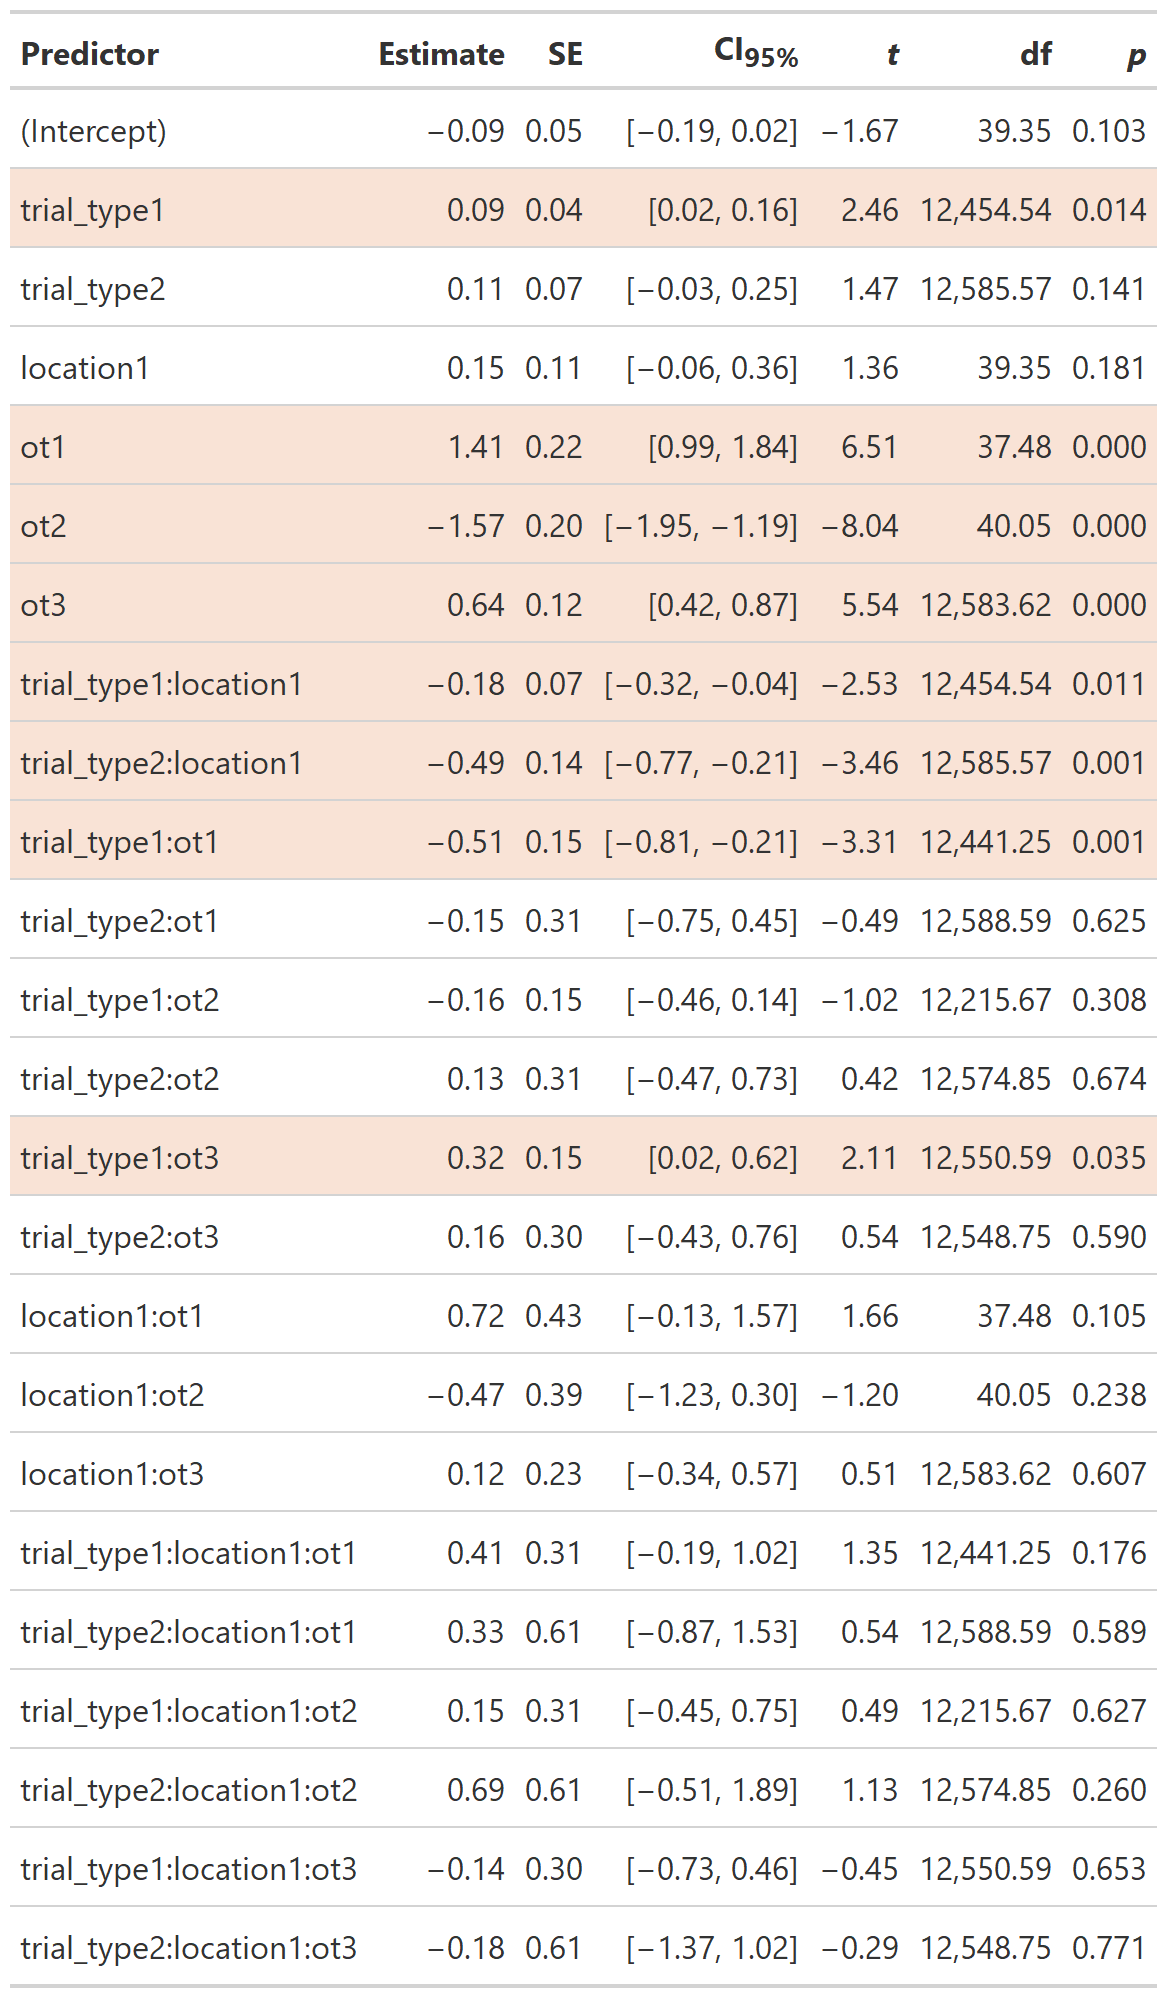 Predictor Estimate SE CI95% t df p
(Intercept) −0.09 0.05 [−0.19, 0.02] −1.67 39.35 0.103
trial_type1 0.09 0.04 [0.02, 0.16] 2.46 12,454.54 0.014
trial_type2 0.11 0.07 [−0.03, 0.25] 1.47 12,585.57 0.141
location1 0.15 0.11 [−0.06, 0.36] 1.36 39.35 0.181
ot1 1.41 0.22 [0.99, 1.84] 6.51 37.48 0.000
ot2 −1.57 0.20 [−1.95, −1.19] −8.04 40.05 0.000
ot3 0.64 0.12 [0.42, 0.87] 5.54 12,583.62 0.000
trial_type1:location1 −0.18 0.07 [−0.32, −0.04] −2.53 12,454.54 0.011
trial_type2:location1 −0.49 0.14 [−0.77, −0.21] −3.46 12,585.57 0.001
trial_type1:ot1 −0.51 0.15 [−0.81, −0.21] −3.31 12,441.25 0.001
trial_type2:ot1 −0.15 0.31 [−0.75, 0.45] −0.49 12,588.59 0.625
trial_type1:ot2 −0.16 0.15 [−0.46, 0.14] −1.02 12,215.67 0.308
trial_type2:ot2 0.13 0.31 [−0.47, 0.73] 0.42 12,574.85 0.674
trial_type1:ot3 0.32 0.15 [0.02, 0.62] 2.11 12,550.59 0.035
trial_type2:ot3 0.16 0.30 [−0.43, 0.76] 0.54 12,548.75 0.590
location1:ot1 0.72 0.43 [−0.13, 1.57] 1.66 37.48 0.105
location1:ot2 −0.47 0.39 [−1.23, 0.30] −1.20 40.05 0.238
location1:ot3 0.12 0.23 [−0.34, 0.57] 0.51 12,583.62 0.607
trial_type1:location1:ot1 0.41 0.31 [−0.19, 1.02] 1.35 12,441.25 0.176
trial_type2:location1:ot1 0.33 0.61 [−0.87, 1.53] 0.54 12,588.59 0.589
trial_type1:location1:ot2 0.15 0.31 [−0.45, 0.75] 0.49 12,215.67 0.627
trial_type2:location1:ot2 0.69 0.61 [−0.51, 1.89] 1.13 12,574.85 0.260
trial_type1:location1:ot3 −0.14 0.30 [−0.73, 0.46] −0.45 12,550.59 0.653
trial_type2:location1:ot3 −0.18 0.61 [−1.37, 1.02] −0.29 12,548.75 0.771